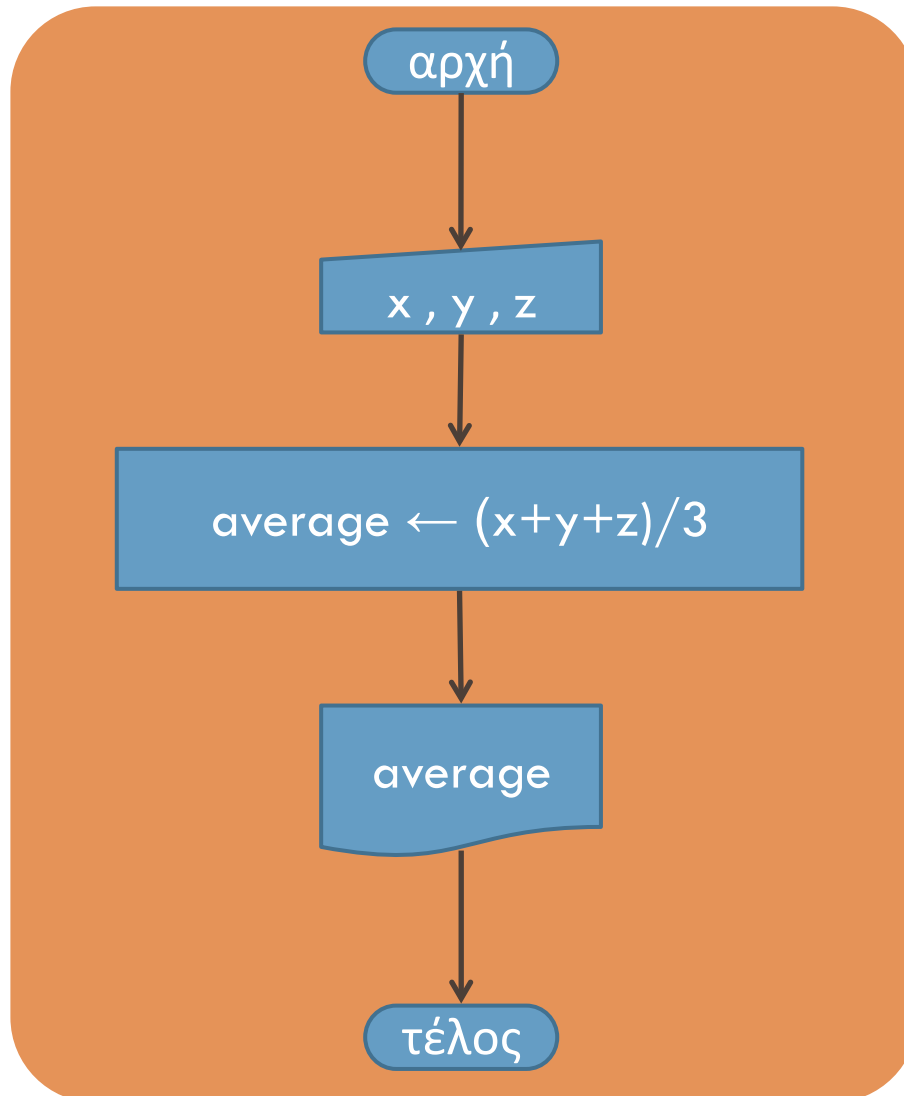 αρχή
x , y , z
average ← (x+y+z)/3
average
τέλος